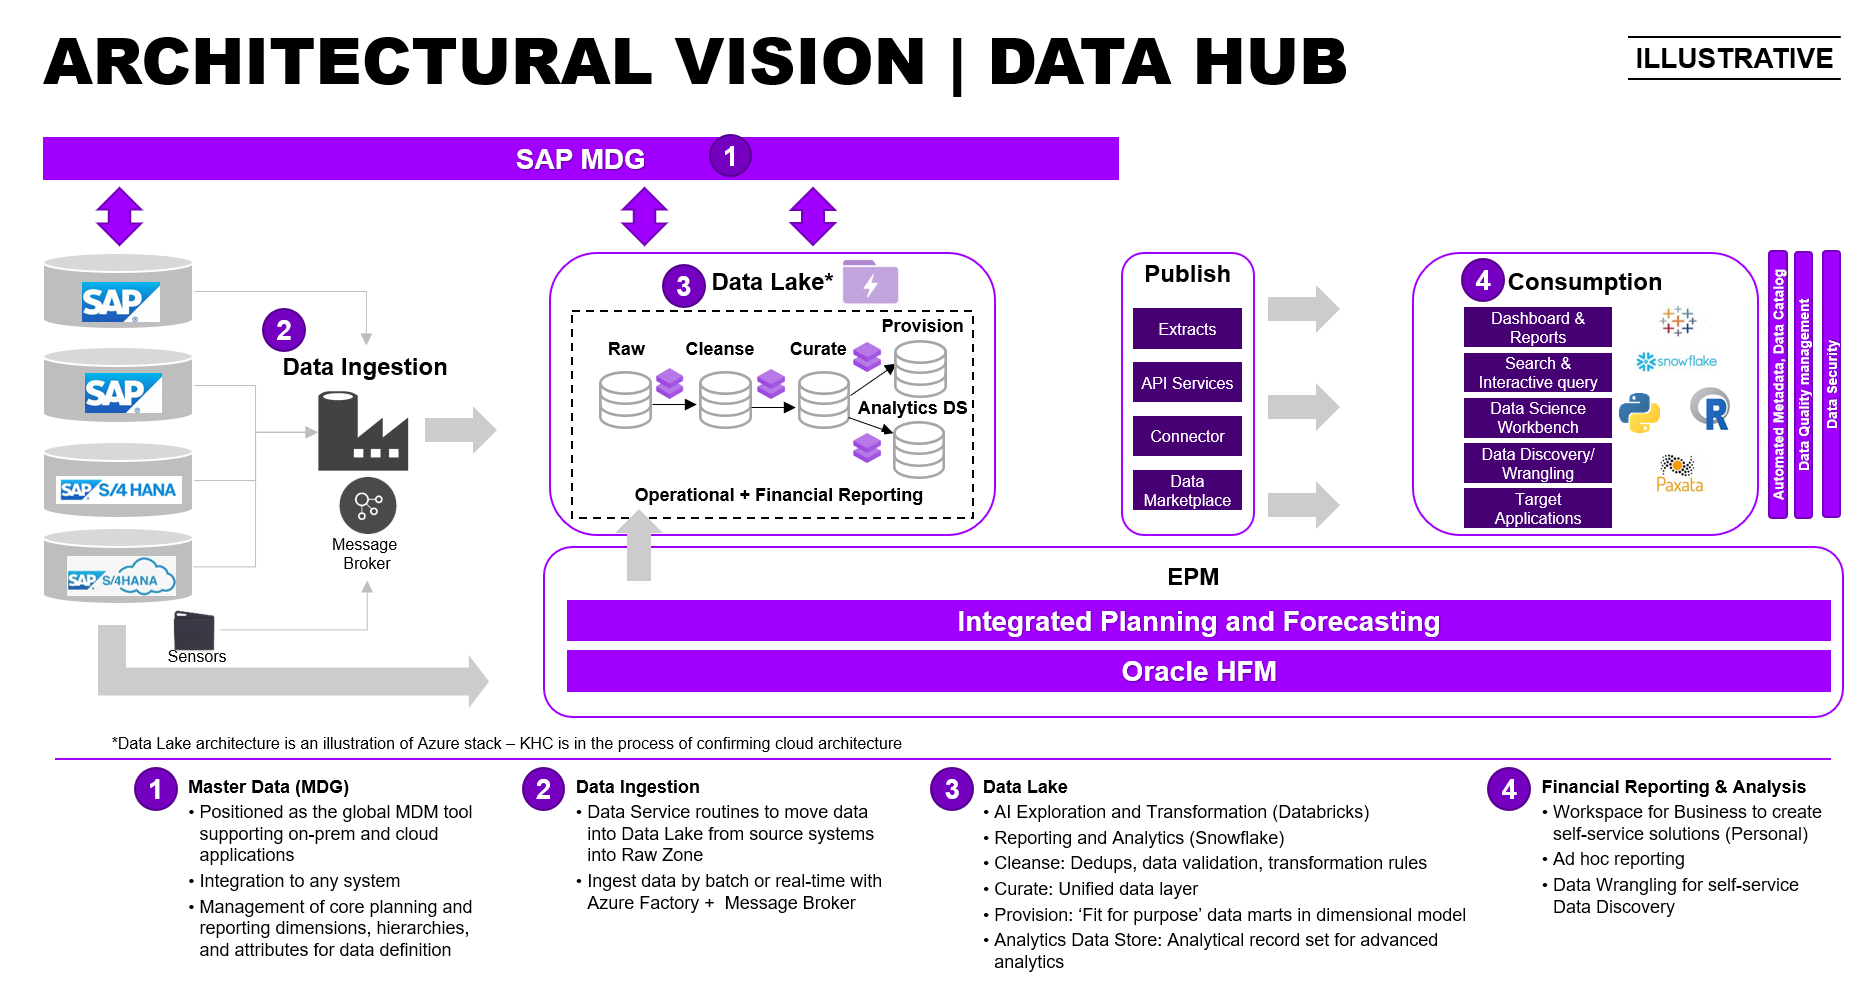 ARCHITECTURAL VISION | DATA HUB
ILLUSTRATIVE
SAP MDG
1
SAP
SAP
SAP S/4 HANA
SAP S/4HANA
2
Data Ingestion
Message
Broker
Sensors
3
Data Lake*
Provision
Raw
Cleanse
Curate
Analytics DS
Operational + Financial Reporting
Publish
Extracts
API Services
Connector
Data
Marketplace
4
Consumption
Dashboard &
Reports
Search &
Interactive query
Data Science
Workbench
Data Discovery/
Wrangling
Target
Applications
snowflake
R
Paxata
Automated Metadata, Data Catalog
Data Quality management
Data Security
EPM
Integrated Planning and Forecasting
Oracle HFM
*Data Lake architecture is an illustration of Azure stack – KHC is in the process of confirming cloud architecture
1
Master Data (MDG)
• Positioned as the global MDM tool
supporting on-prem and cloud
applications
• Integration to any system
• Management of core planning and
reporting dimensions, hierarchies,
and attributes for data definition
2
Data Ingestion
• Data Service routines to move data
into Data Lake from source systems
into Raw Zone
• Ingest data by batch or real-time with
Azure Factory + Message Broker
3
Data Lake
• AI Exploration and Transformation (Databricks)
• Reporting and Analytics (Snowflake)
• Cleanse: Dedups, data validation, transformation rules
• Curate: Unified data layer
• Provision: ‘Fit for purpose’ data marts in dimensional model
• Analytics Data Store: Analytical record set for advanced
analytics
4
Financial Reporting & Analysis
• Workspace for Business to create
self-service solutions (Personal)
• Ad hoc reporting
• Data Wrangling for self-service
Data Discovery